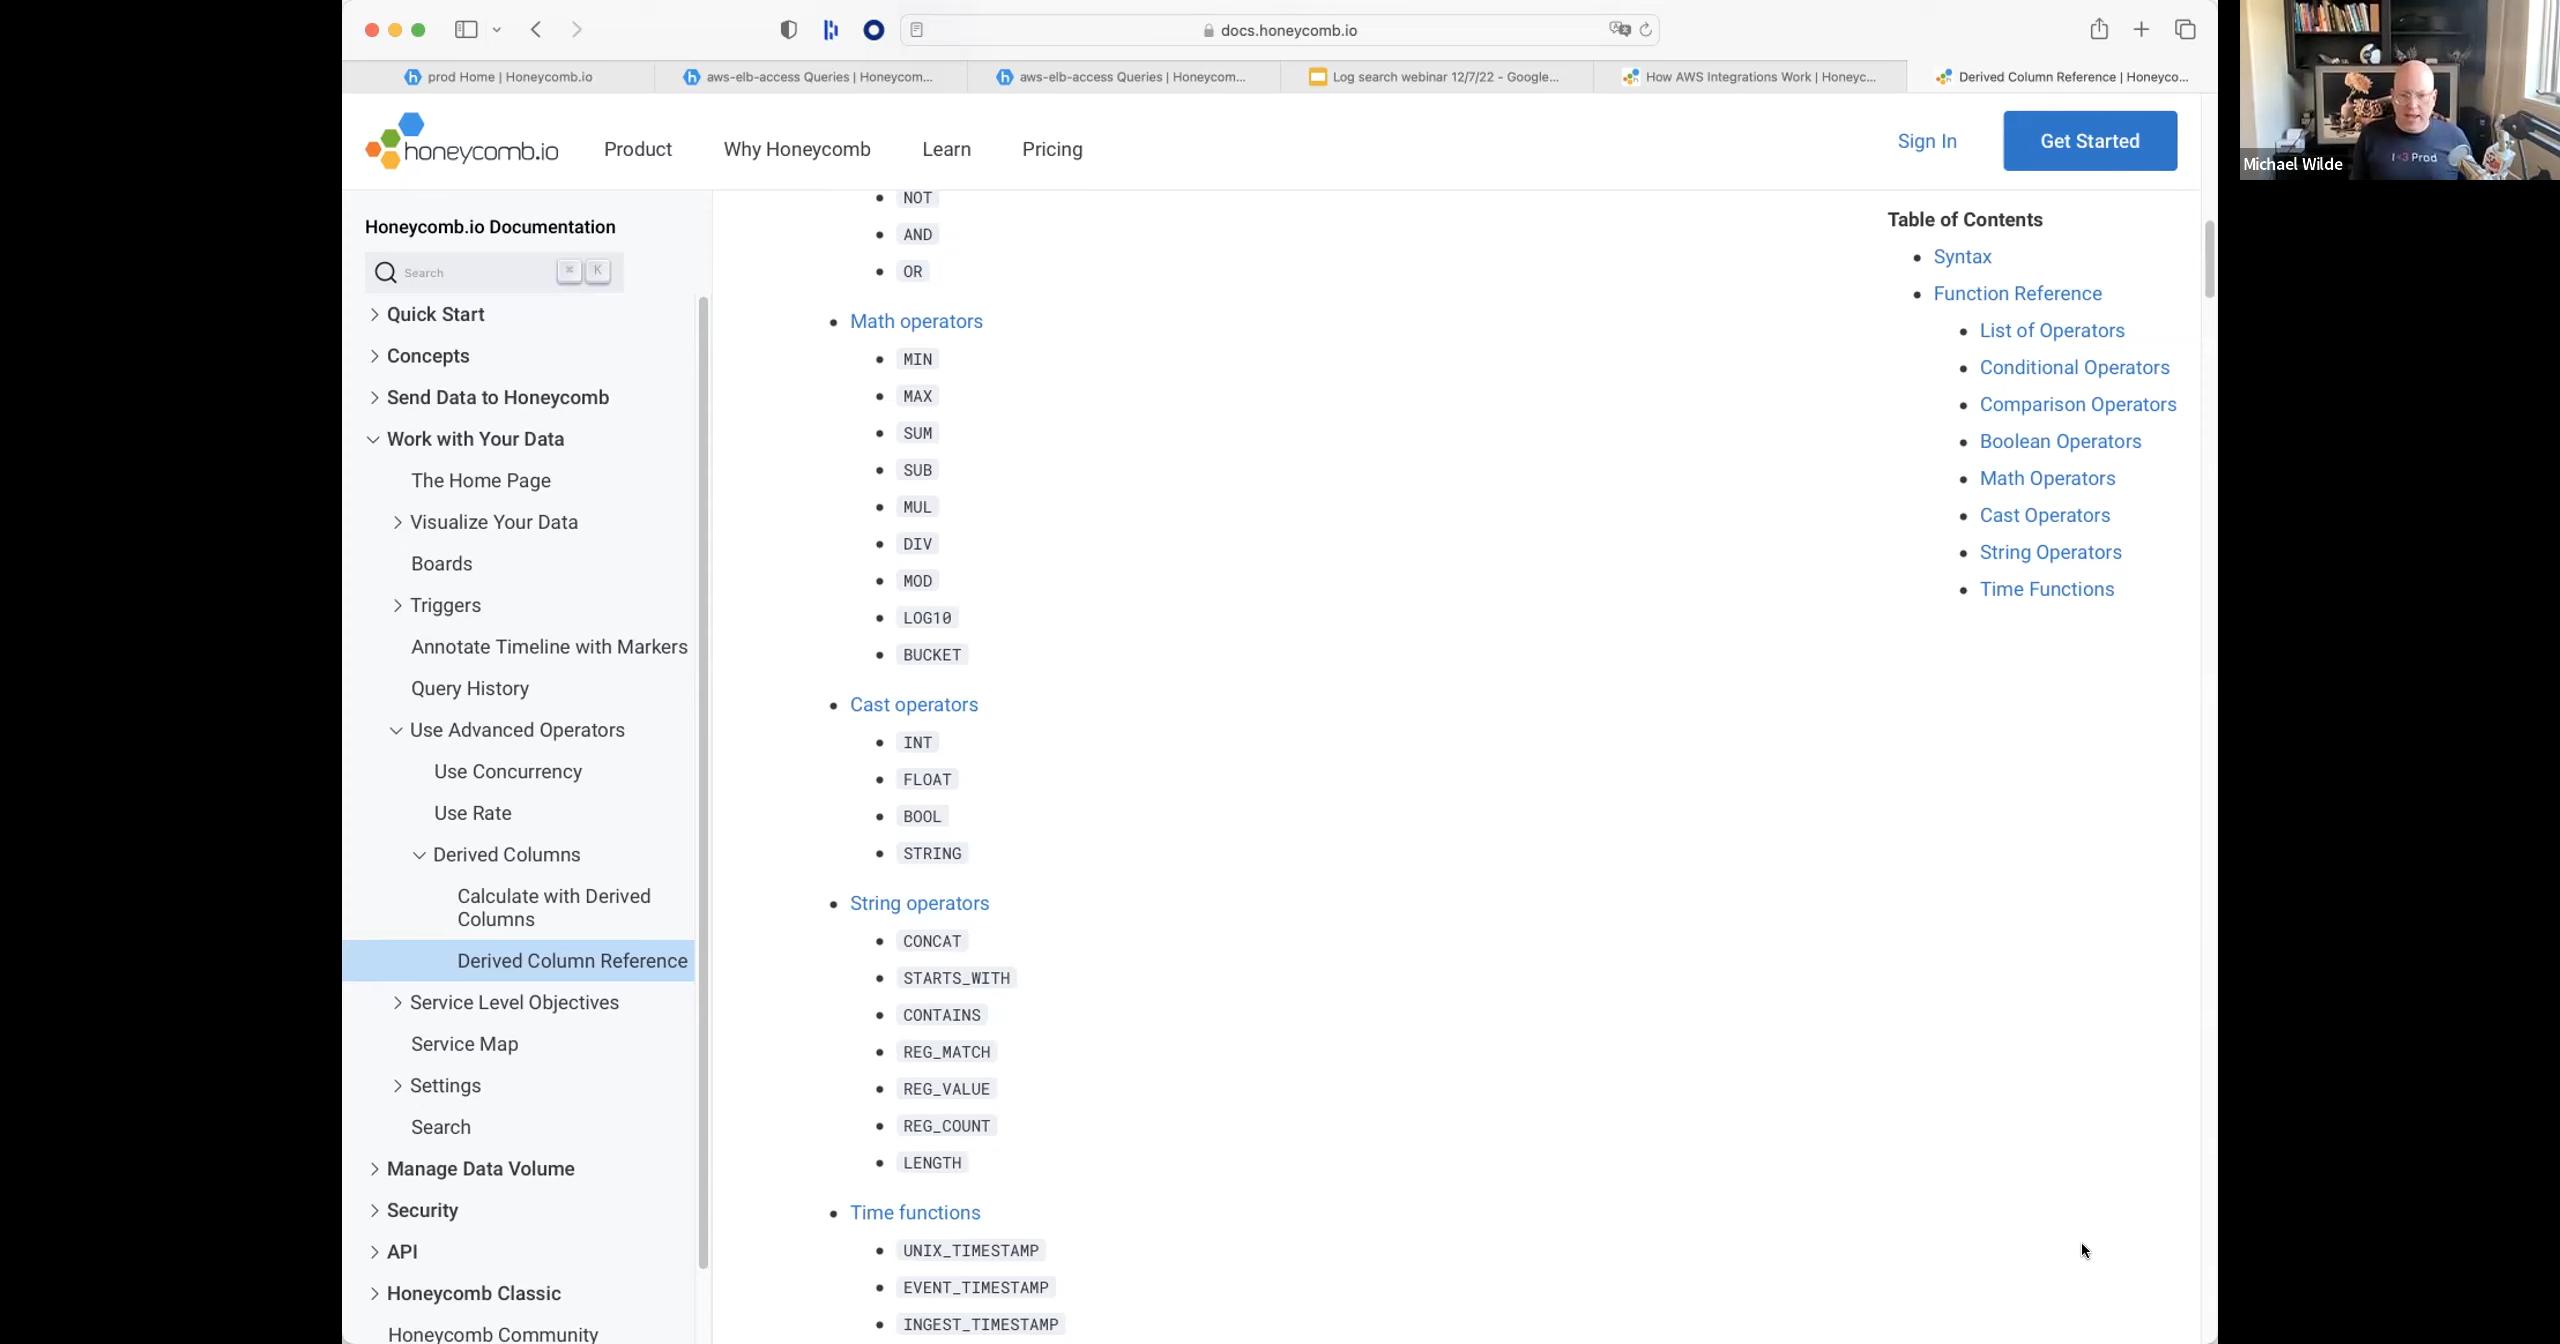 docs.honeycomb.io
prod Home | Honeycomb.io
aws-elb-access Queries | Honeycom...
aws-elb-access Queries | Honeycom...
Log search webinar 12/7/22 - Google...
How AWS Integrations Work | Honeyc...
Derived Column Reference | Honeyco...
honeycomb.io
Product
Why Honeycomb
Learn
Pricing
Sign In
Get Started
I <3 Prod
Michael Wilde
Honeycomb.io Documentation
Search
⌘ K
Quick Start
Concepts
Send Data to Honeycomb
Work with Your Data
The Home Page
Visualize Your Data
Boards
Triggers
Annotate Timeline with Markers
Query History
Use Advanced Operators
Use Concurrency
Use Rate
Derived Columns
Calculate with Derived
Columns
Derived Column Reference
Service Level Objectives
Service Map
Settings
Search
Manage Data Volume
Security
API
Honeycomb Classic
Honeycomb Community
NOT
AND
OR
Math operators
MIN
MAX
SUM
SUB
MUL
DIV
MOD
LOG10
BUCKET
Cast operators
INT
FLOAT
BOOL
STRING
String operators
CONCAT
STARTS_WITH
CONTAINS
REG_MATCH
REG_VALUE
REG_COUNT
LENGTH
Time functions
UNIX_TIMESTAMP
EVENT_TIMESTAMP
INGEST_TIMESTAMP
Table of Contents
Syntax
Function Reference
List of Operators
Conditional Operators
Comparison Operators
Boolean Operators
Math Operators
Cast Operators
String Operators
Time Functions